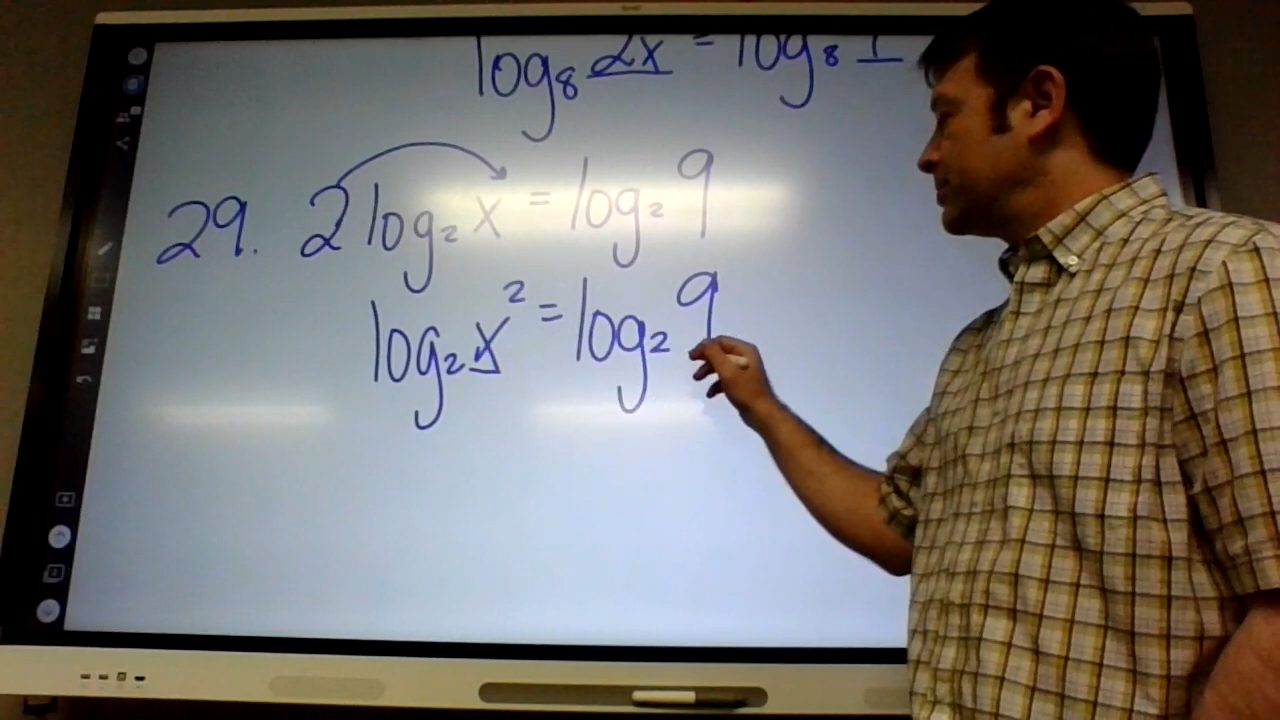 log₈ 2x = log₈ 1
29. 2 log₂ x = log₂ 9
log₂ x² = log₂ 9